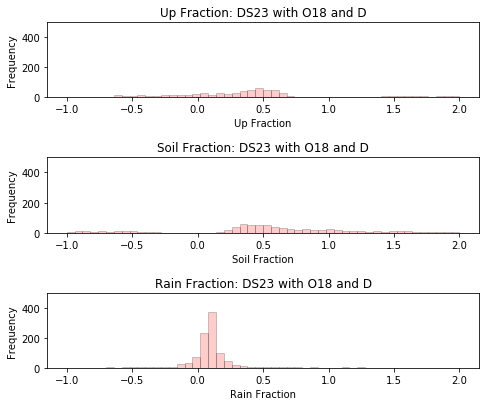 Up Fraction: DS23 with O18 and D
400
200
0
Frequency
−1.0 −0.5 0.0 0.5 1.0 1.5 2.0
Up Fraction
Soil Fraction: DS23 with O18 and D
400
200
0
Frequency
−1.0 −0.5 0.0 0.5 1.0 1.5 2.0
Soil Fraction
Rain Fraction: DS23 with O18 and D
400
200
0
Frequency
−1.0 −0.5 0.0 0.5 1.0 1.5 2.0
Rain Fraction